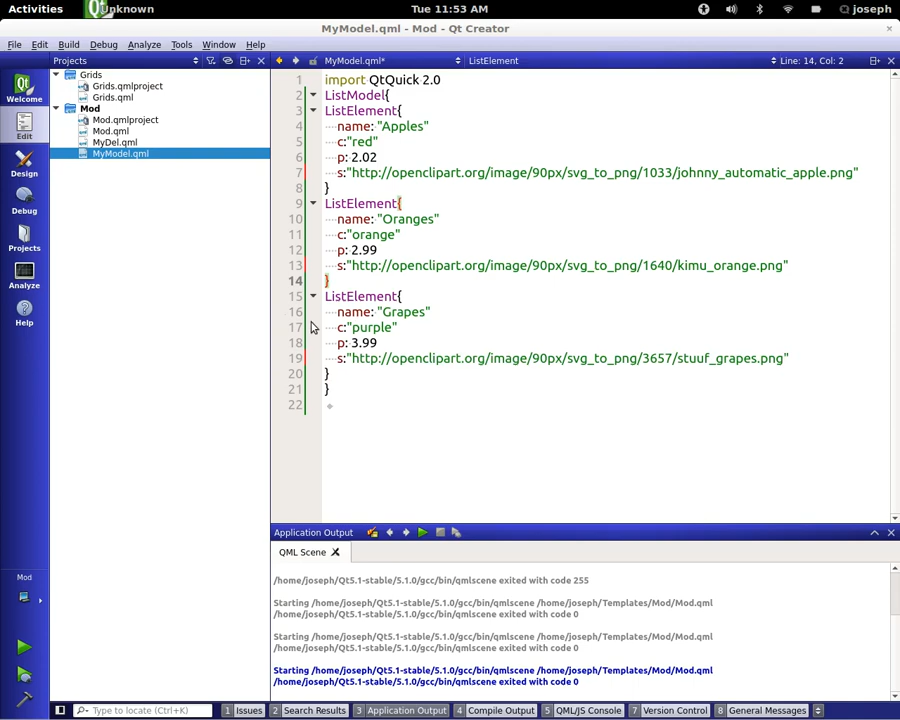 Activities
Unknown
Tue 11:53 AM
joseph
MyModel.qml - Mod - Qt Creator
File Edit Build Debug Analyze Tools Window Help
Projects
MyModel.qml*
ListElement
Line: 14, Col: 2
Welcome
Edit
Design
Debug
Projects
Analyze
Help
Mod
Grids
Grids.qmlproject
Grids.qml
Mod
Mod.qmlproject
Mod.qml
MyDel.qml
MyModel.qml
1 import QtQuick 2.0
2 ListModel{
3 ListElement{
4 name: "Apples"
5 c:"red"
6 p: 2.02
7 s:"http://openclipart.org/image/90px/svg_to_png/1033/johnny_automatic_apple.png"
8 }
9 ListElement{
10 name: "Oranges"
11 c:"orange"
12 p: 2.99
13 s:"http://openclipart.org/image/90px/svg_to_png/1640/kimu_orange.png"
14 }
15 ListElement{
16 name: "Grapes"
17 c:"purple"
18 p: 3.99
19 s:"http://openclipart.org/image/90px/svg_to_png/3657/stuuf_grapes.png"
20 }
21 }
22
Application Output
QML Scene
/home/joseph/Qt5.1-stable/5.1.0/gcc/bin/qmlscene exited with code 255
Starting /home/joseph/Qt5.1-stable/5.1.0/gcc/bin/qmlscene /home/joseph/Templates/Mod/Mod.qml
/home/joseph/Qt5.1-stable/5.1.0/gcc/bin/qmlscene exited with code 0
Starting /home/joseph/Qt5.1-stable/5.1.0/gcc/bin/qmlscene /home/joseph/Templates/Mod/Mod.qml
/home/joseph/Qt5.1-stable/5.1.0/gcc/bin/qmlscene exited with code 0
Starting /home/joseph/Qt5.1-stable/5.1.0/gcc/bin/qmlscene /home/joseph/Templates/Mod/Mod.qml
/home/joseph/Qt5.1-stable/5.1.0/gcc/bin/qmlscene exited with code 0
Type to locate (Ctrl+K)
1 Issues 2 Search Results 3 Application Output 4 Compile Output 5 QML/JS Console 7 Version Control 8 General Messages